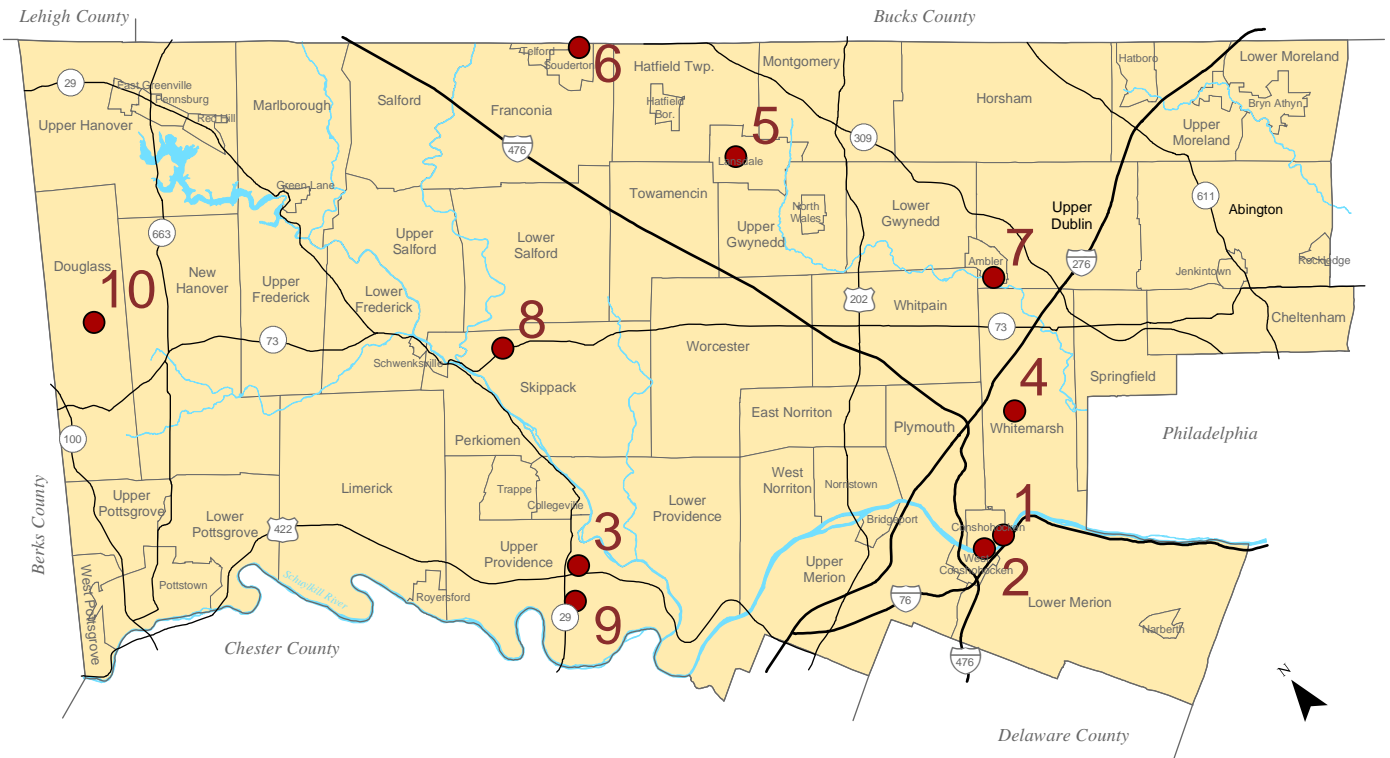 Lehigh County
Bucks County
Telford
Souderton
6
Hatfield Twp.
Montgomery
Hatboro
Lower Moreland
29
East Greenville
Pennsburg
Red Hill
Upper Hanover
Marlborough
Salford
Franconia
Hatfield
Bor.
5
Horsham
Bryn Athyn
Upper
Moreland
476
309
Lansdale
Green Lane
Towamencin
North
Wales
Lower
Gwynedd
Upper
Dublin
611
Abington
663
Upper
Salford
Lower
Salford
Upper
Gwynedd
7
Ambler
276
Rockledge
Jenkintown
Douglass
10
New
Hanover
Upper
Frederick
Lower
Frederick
202
Whitpain
8
73
73
Cheltenham
Schwenksville
Worcester
Skippack
4
Springfield
East Norriton
Plymouth
Whitemarsh
Philadelphia
100
Perkiomen
Berks County
Upper
Pottsgrove
Limerick
Trappe
Collegeville
West
Norriton
Norristown
Lower
Providence
Lower
Pottsgrove
422
3
Bridgeport
1
Conshohocken
Upper
Providence
Upper
Merion
West
Conshohocken
2
West Pottsgrove
Pottstown
Schuylkill River
Royersford
76
Lower Merion
29
9
Narberth
Chester County
476
N
Delaware County